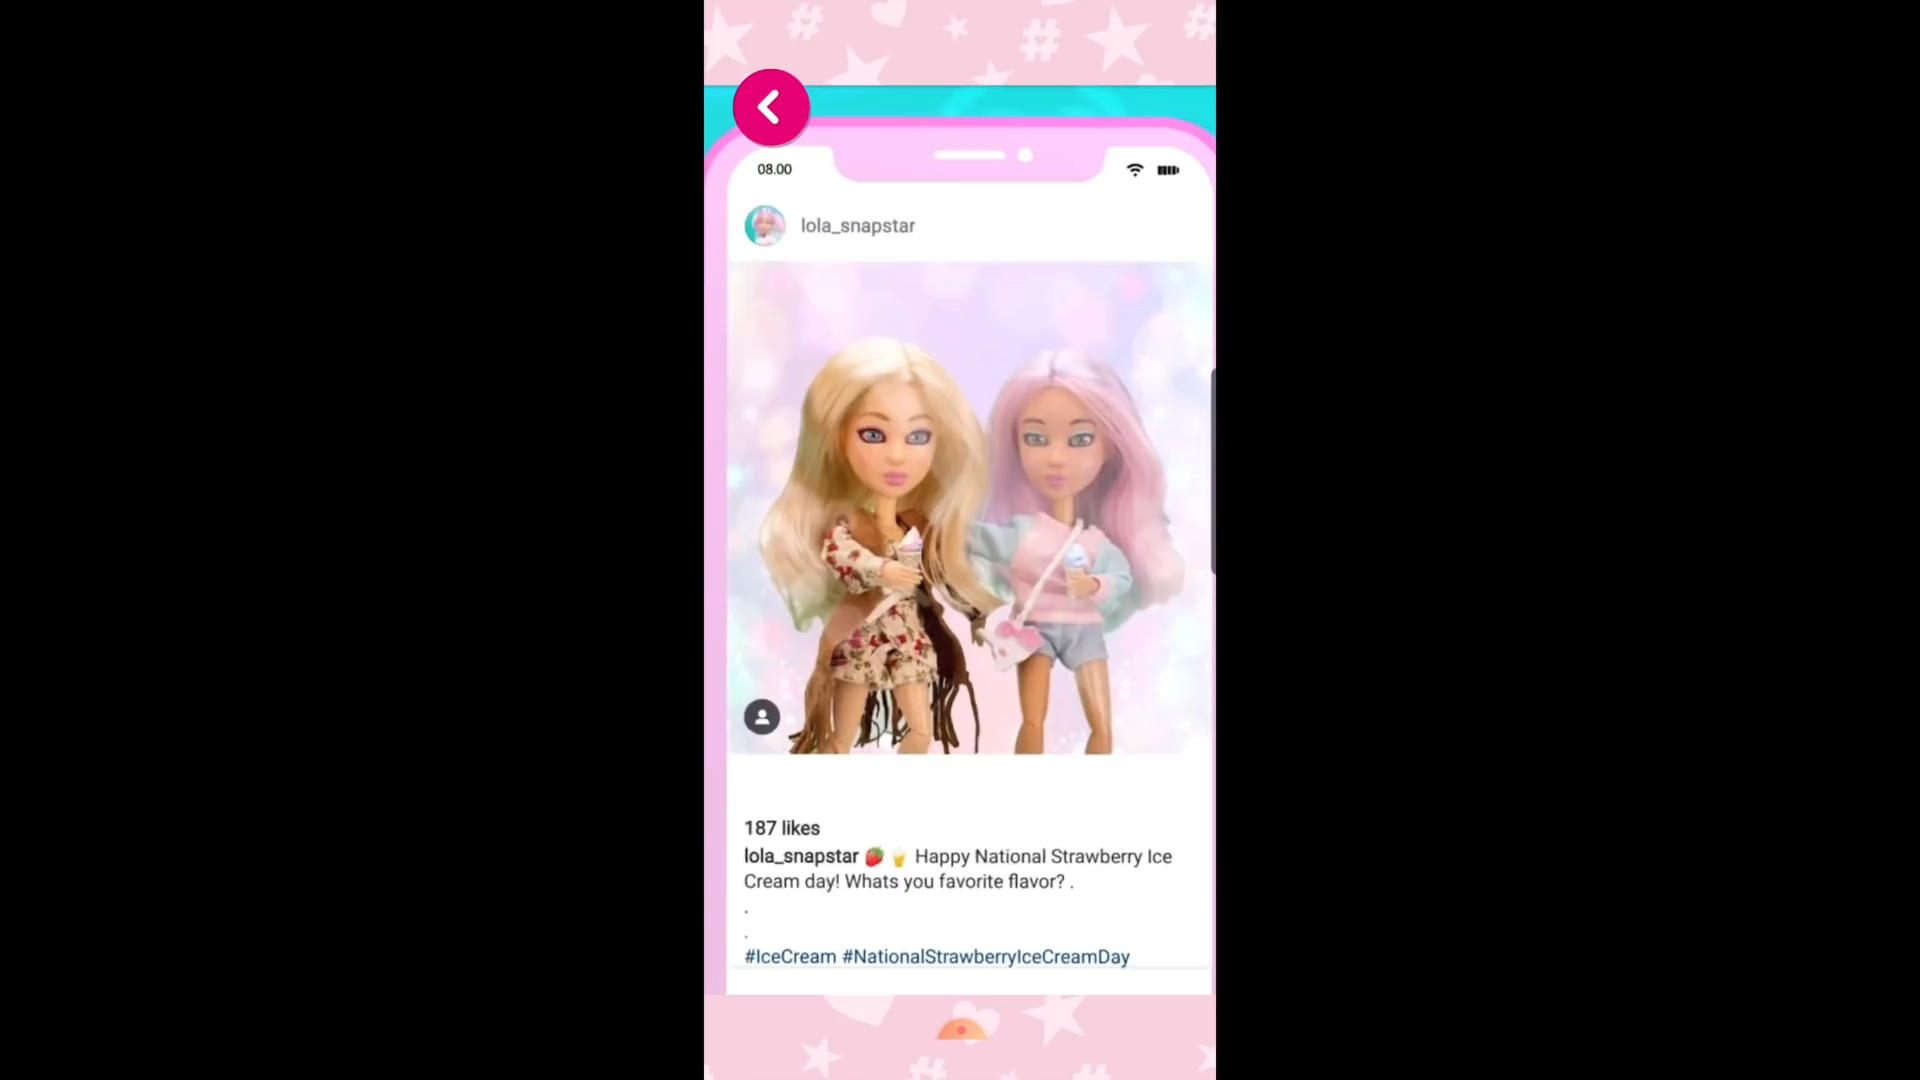 08.00
lola_snapstar
187 likes
lola_snapstar 🍓🍦 Happy National Strawberry Ice
Cream day! Whats you favorite flavor? .
.
.
#IceCream #NationalStrawberryIceCreamDay